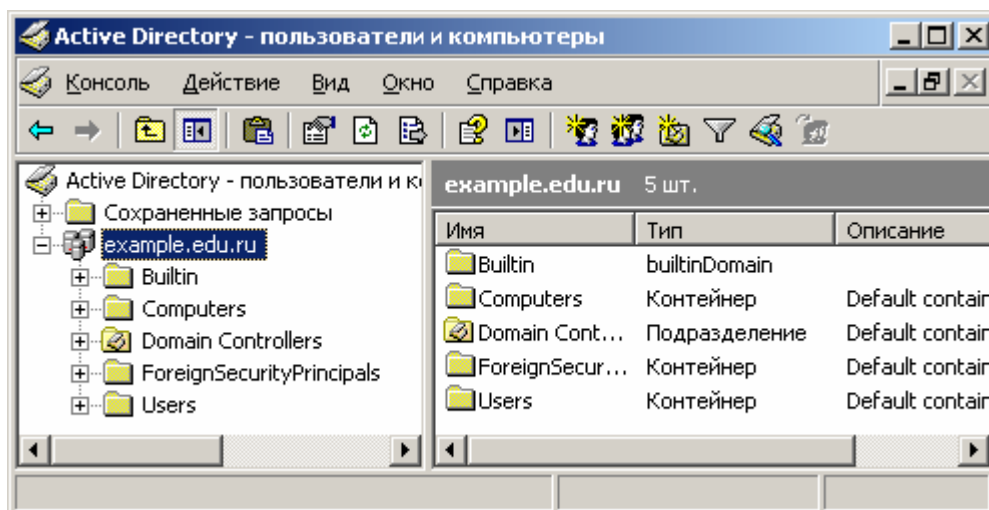 Active Directory - пользователи и компьютеры
Консоль Действие Вид Окно Справка
Active Directory - пользователи и к
Сохраненные запросы
example.edu.ru
Builtin
Computers
Domain Controllers
ForeignSecurityPrincipals
Users
example.edu.ru 5 шт.
Имя Тип Описание
Builtin builtinDomain
Computers Контейнер Default contain
Domain Cont... Подразделение Default contain
ForeignSecur... Контейнер Default contain
Users Контейнер Default contain